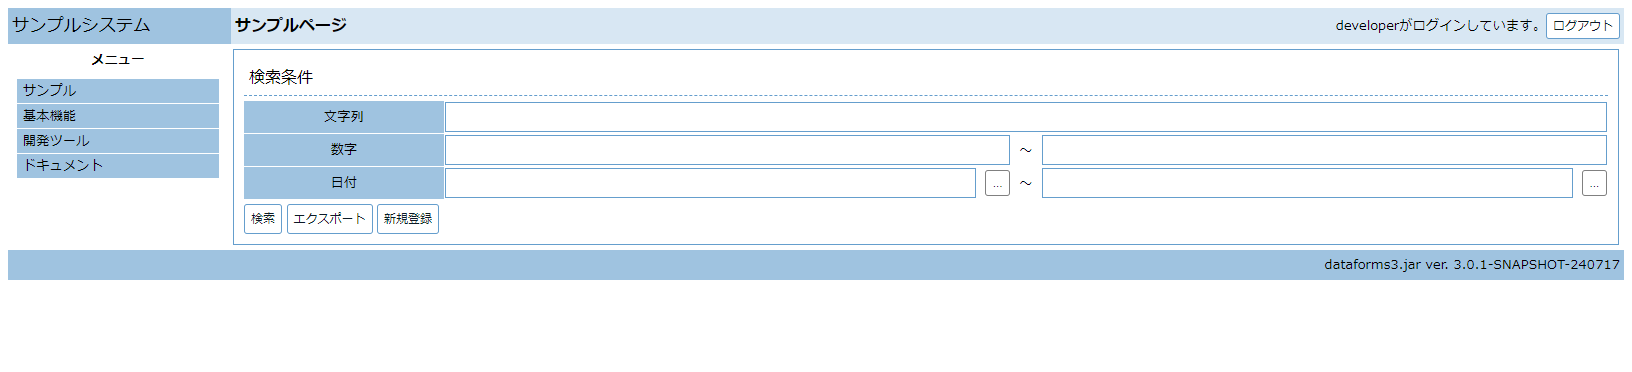 サンプルシステム
サンプルページ
developerがログインしています。 ログアウト
メニュー
サンプル
基本機能
開発ツール
ドキュメント
検索条件
文字列
数字 ～
日付 ... ～ ...
検索 エクスポート 新規登録
dataforms3.jar ver. 3.0.1-SNAPSHOT-240717